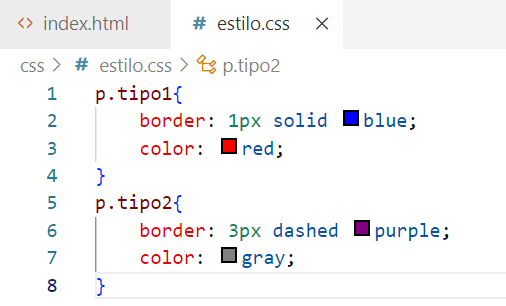 index.html estilo.css
css > estilo.css > p.tipo2
1 p.tipo1{
2 border: 1px solid blue;
3 color: red;
4 }
5 p.tipo2{
6 border: 3px dashed purple;
7 color: gray;
8 }